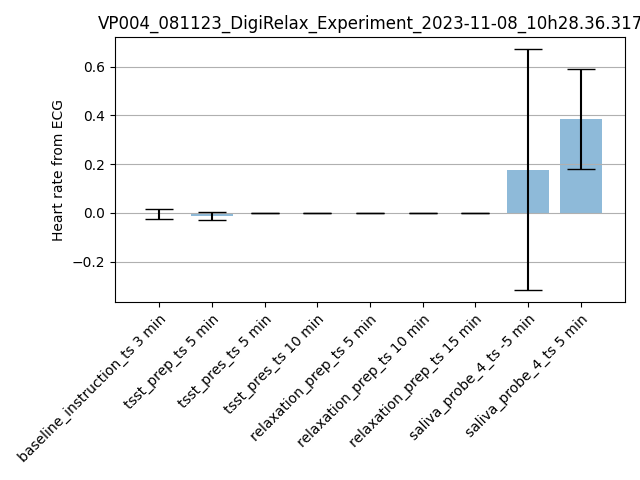 VP004_081123_DigiRelax_Experiment_2023-11-08_10h28.36.317
Heart rate from ECG
0.6
0.4
0.2
0.0
−0.2
baseline_instruction_ts 3 min
tsst_prep_ts 5 min
tsst_pres_ts 5 min
tsst_pres_ts 10 min
relaxation_prep_ts 5 min
relaxation_prep_ts 10 min
relaxation_prep_ts 15 min
saliva_probe_4_ts -5 min
saliva_probe_4_ts 5 min